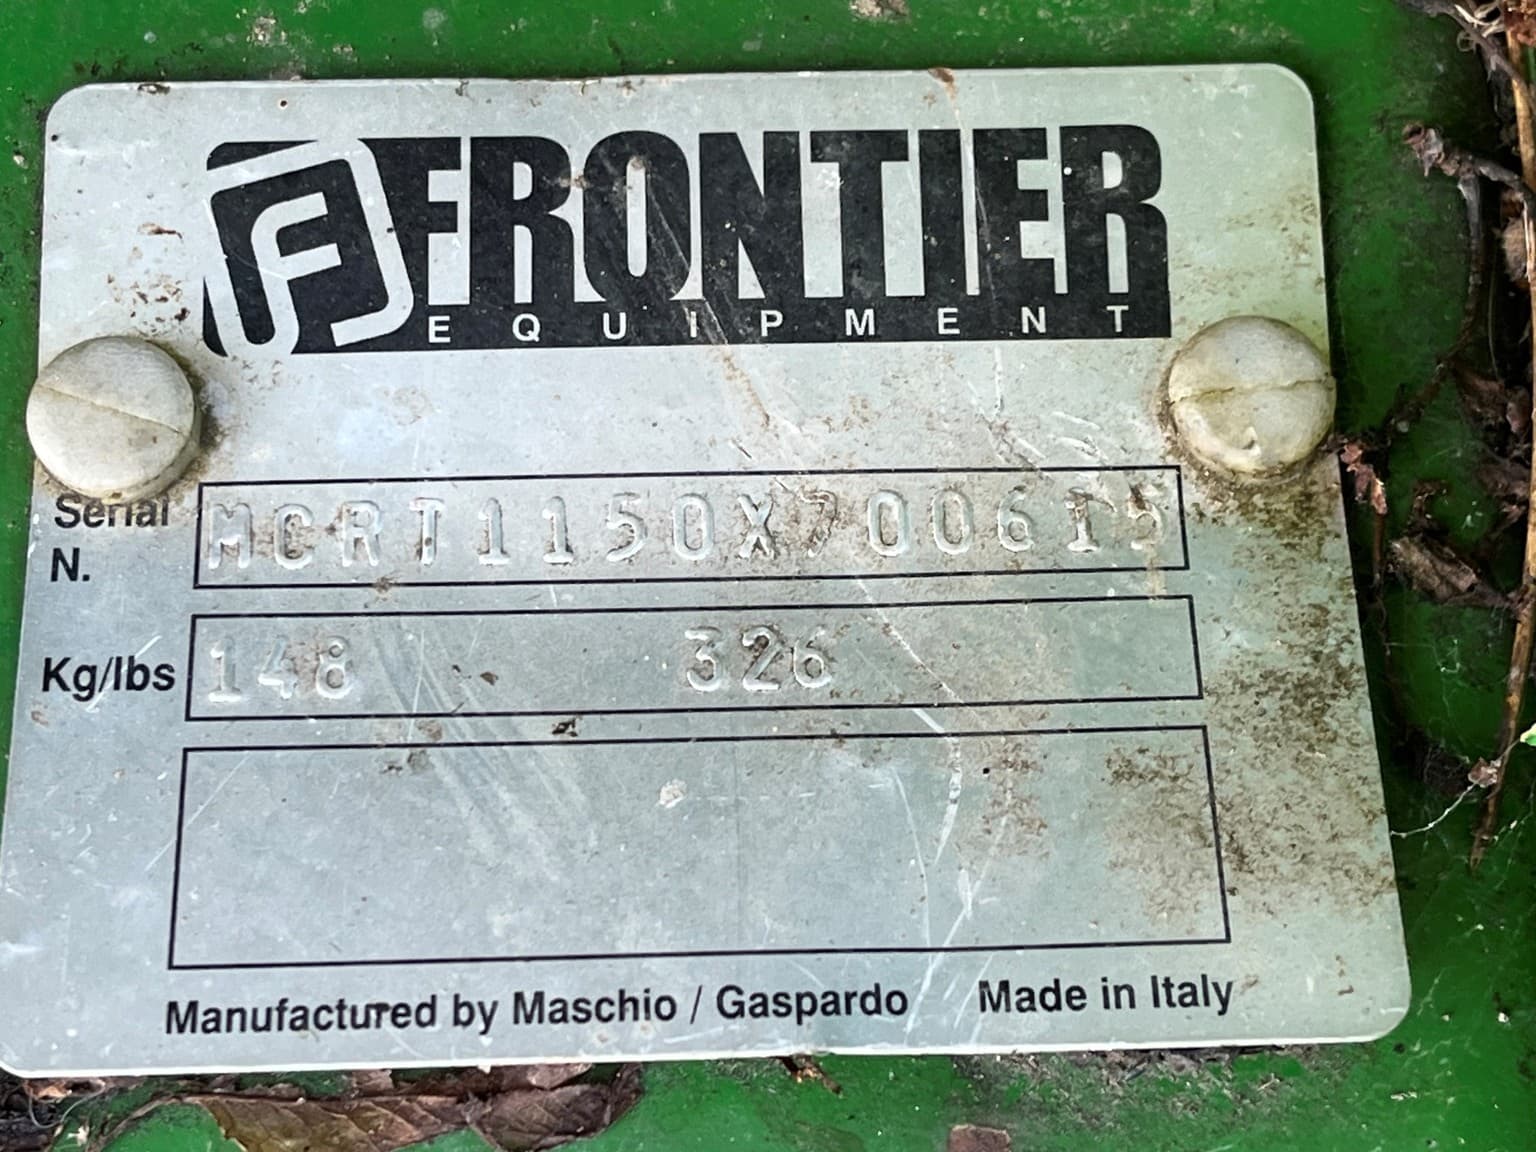 FRONTIER
EQUIPMENT
Serial N. MCRT1150X700615
Kg/lbs 148 326
Manufactured by Maschio / Gaspardo Made in Italy